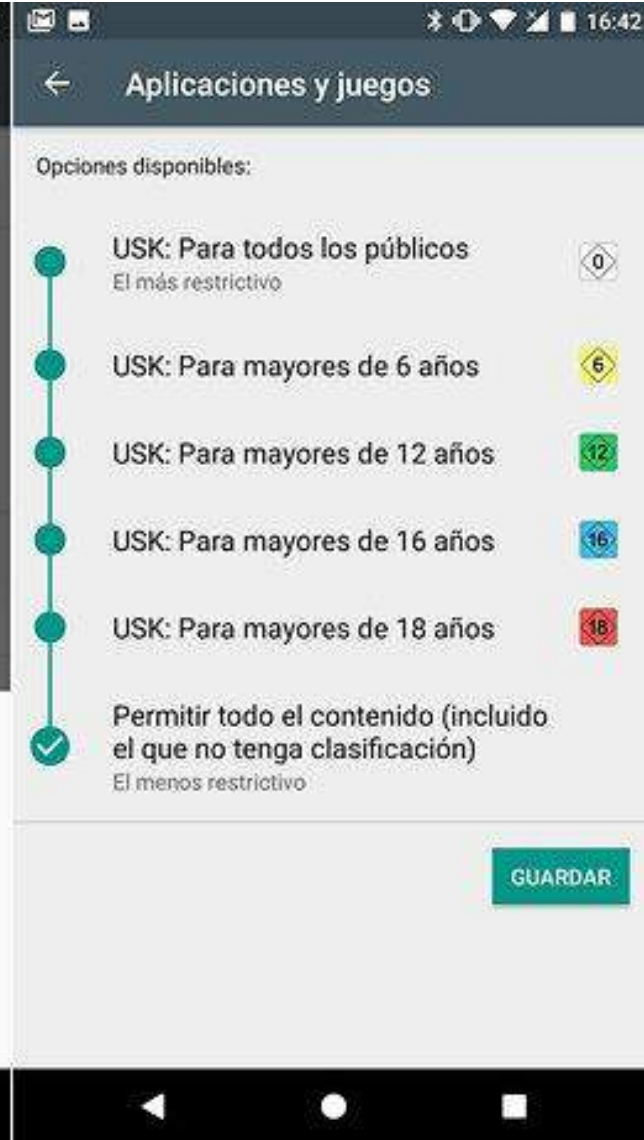 16:42
Aplicaciones y juegos
Opciones disponibles:
USK: Para todos los públicos
El más restrictivo
0
USK: Para mayores de 6 años
6
USK: Para mayores de 12 años
12
USK: Para mayores de 16 años
16
USK: Para mayores de 18 años
18
Permitir todo el contenido (incluido
el que no tenga clasificación)
El menos restrictivo
GUARDAR